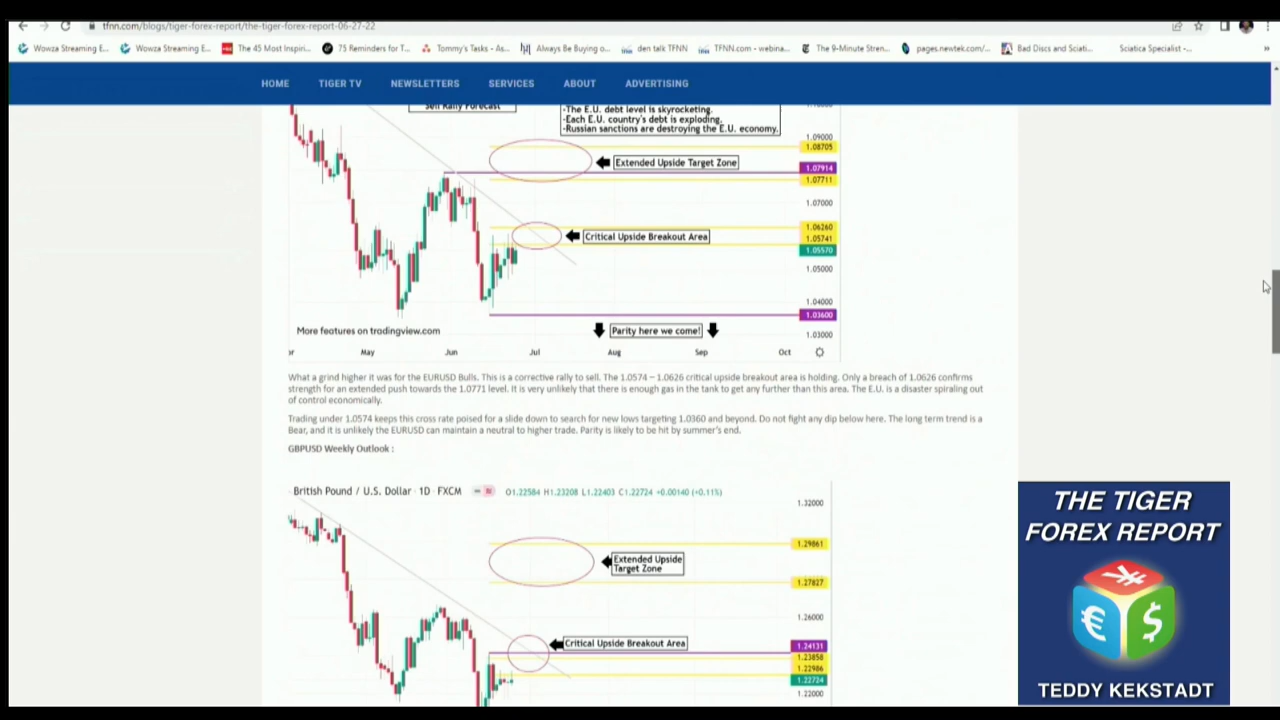 tfnn.com/blogs/tiger-forex-report/the-tiger-forex-report-06-27-22
Wowza Streaming E... Wowza Streaming E... The 45 Most Inspiri... 75 Reminders for T... Tommy's Tasks - As... Always Be Buying o... den talk TFNN TFNN.com - webina... The 9-Minute Stren... pages.newtek.com/... Bad Discs and Sciati... Sciatica Specialist -... »
HOME TIGER TV NEWSLETTERS SERVICES ABOUT ADVERTISING
Sell Rally Forecast
-The E.U. debt level is skyrocketing.
-Each E.U. country's debt is exploding.
-Russian sanctions are destroying the E.U. economy.
1.09000
1.08705
Extended Upside Target Zone
1.07914
1.07711
1.07000
1.06260
Critical Upside Breakout Area
1.05741
1.05570
1.05000
1.04000
1.03600
More features on tradingview.com
Parity here we come!
1.03000
May Jun Jul Aug Sep Oct
What a grind higher it was for the EURUSD Bulls. This is a corrective rally to sell. The 1.0574 – 1.0626 critical upside breakout area is holding. Only a breach of 1.0626 confirms
strength for an extended push towards the 1.0771 level. It is very unlikely that there is enough gas in the tank to get any further than this area. The E.U. is a disaster spiraling out
of control economically.
Trading under 1.0574 keeps this cross rate poised for a slide down to search for new lows targeting 1.0360 and beyond. Do not fight any dip below here. The long term trend is a
Bear, and it is unlikely the EURUSD can maintain a neutral to higher trade. Parity is likely to be hit by summer's end.
GBPUSD Weekly Outlook :
British Pound / U.S. Dollar · 1D · FXCM O1.22584 H1.23208 L1.22403 C1.22724 +0.00140 (+0.11%)
1.32000
1.29861
Extended Upside
Target Zone
1.27827
1.26000
Critical Upside Breakout Area
1.24131
1.23858
1.22986
1.22724
1.22000
THE TIGER
FOREX REPORT
TEDDY KEKSTADT